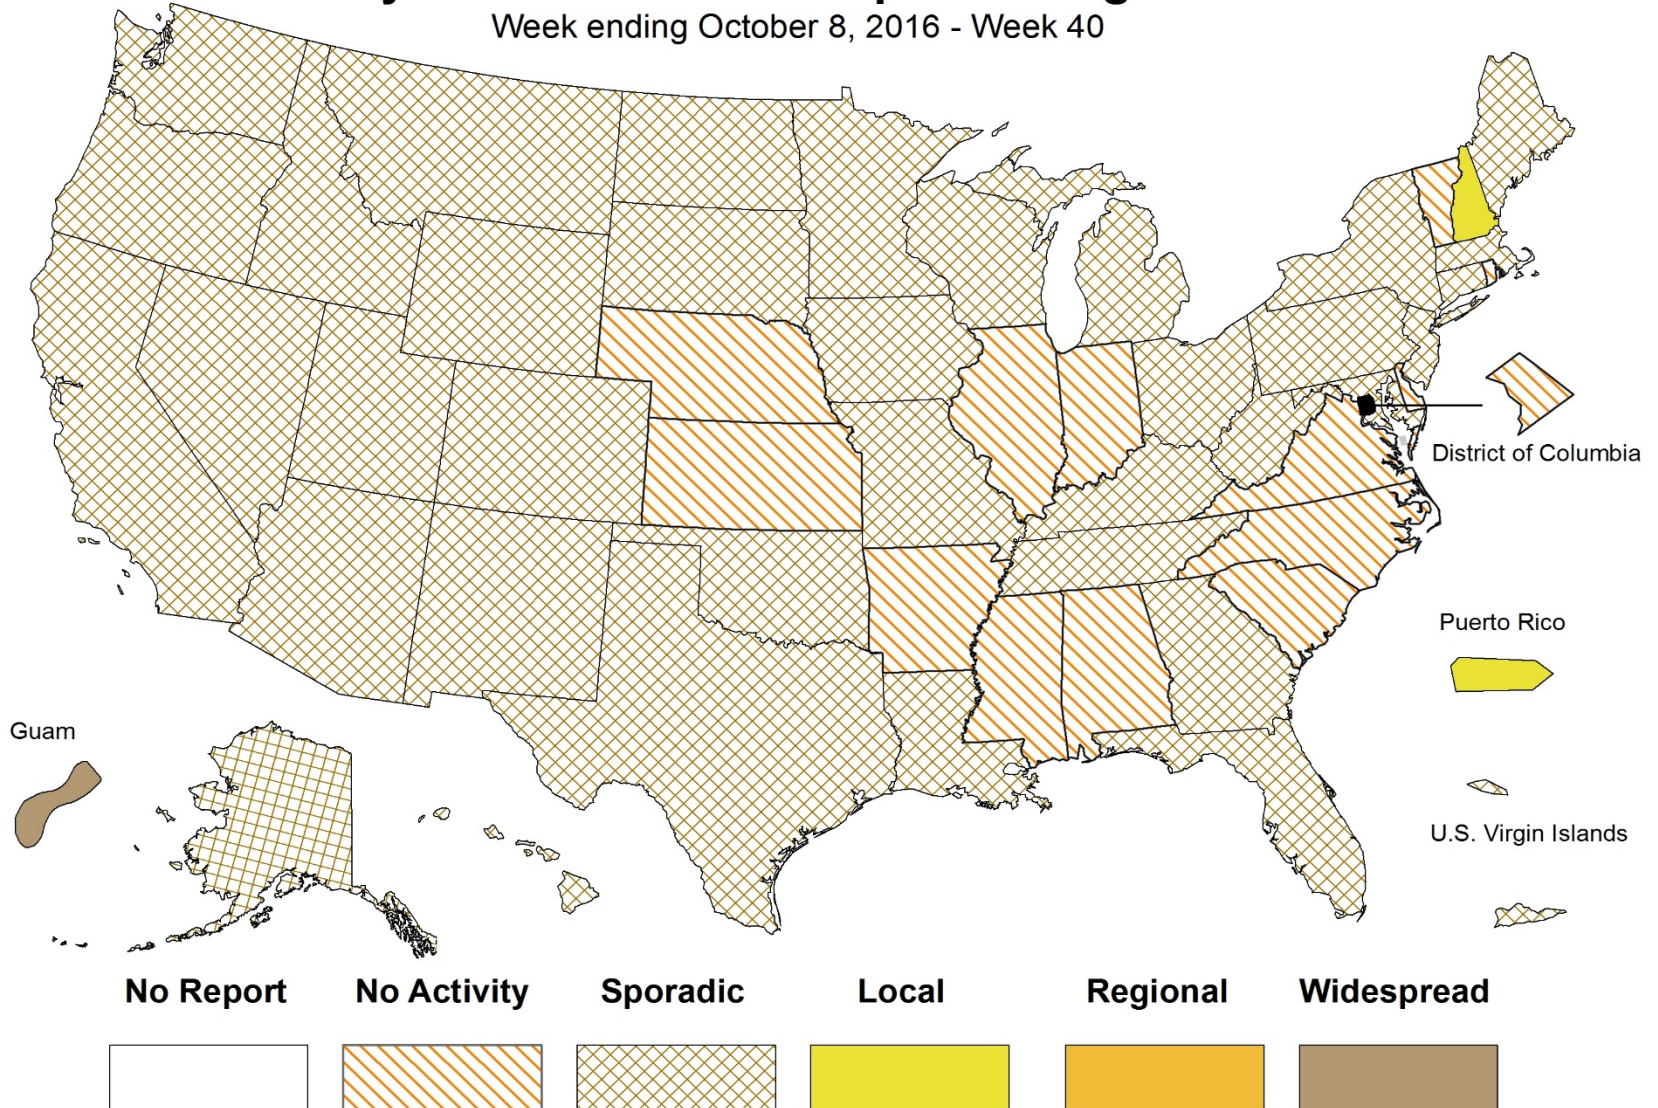 Week ending October 8, 2016 - Week 40
District of Columbia
Puerto Rico
Guam
U.S. Virgin Islands
No Report No Activity Sporadic Local Regional Widespread